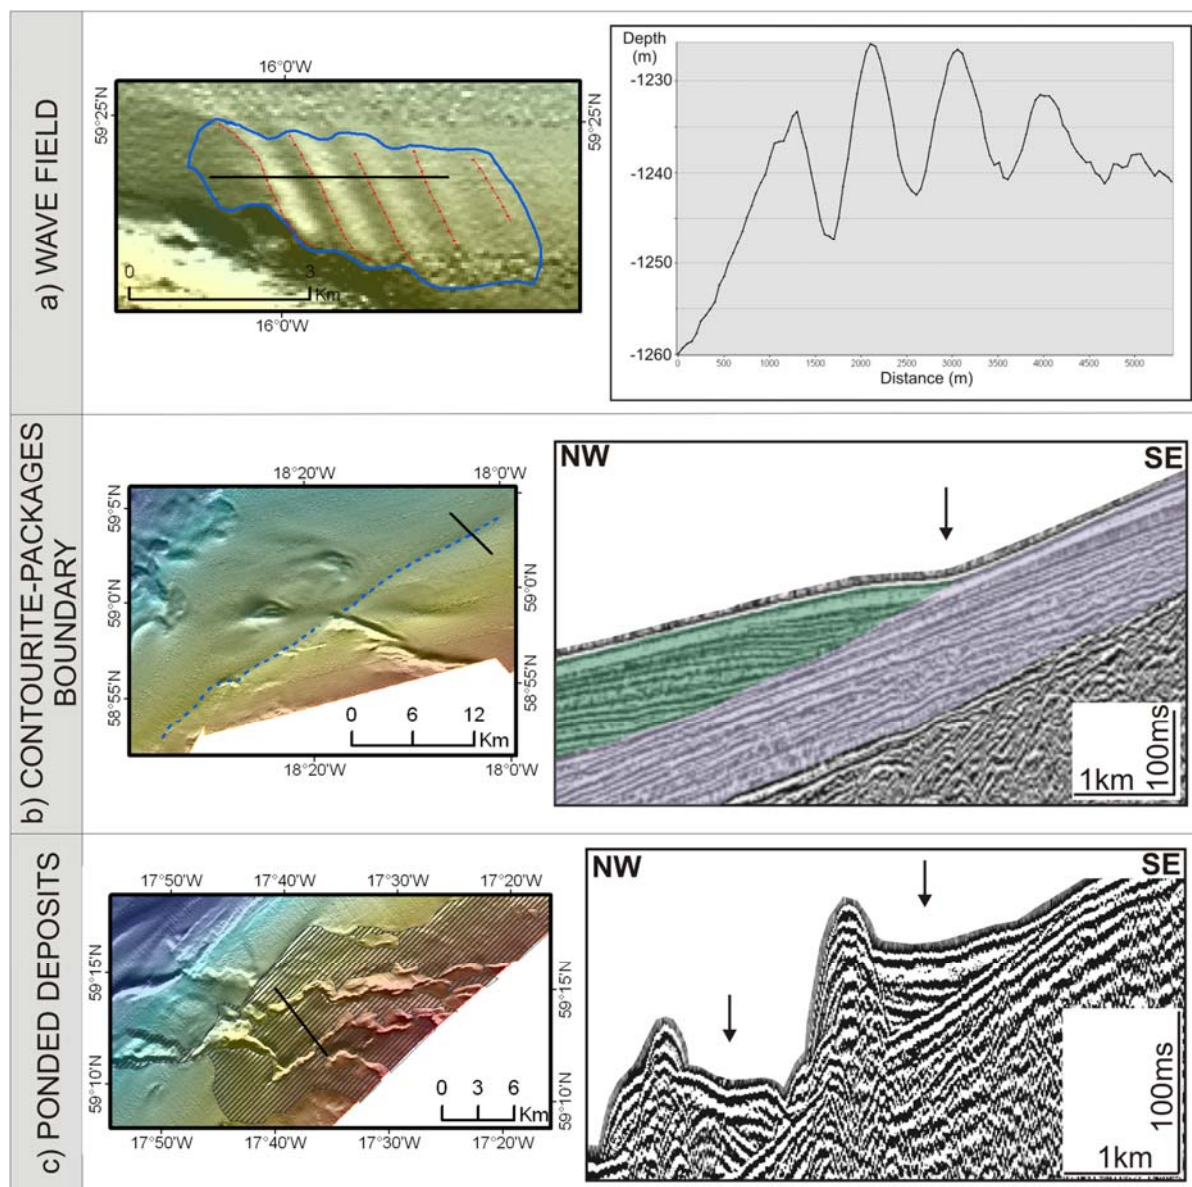 a) WAVE FIELD
16°0'W
59°25'N
59°25'N
0
3
Km
16°0'W
Depth
(m)
-1230
-1240
-1250
-1260
0 500 1000 1500 2000 2500 3000 3500 4000 4500 5000
Distance (m)
b) CONTOURITE-PACKAGES
BOUNDARY
18°20'W 18°0'W
59°5'N
59°0'N
58°55'N
59°0'N
58°55'N
0 6 12
Km
18°20'W 18°0'W
NW SE
1km
100ms
c) PONDED DEPOSITS
17°50'W 17°40'W 17°30'W 17°20'W
59°15'N
59°10'N
59°15'N
59°10'N
0 3 6
Km
17°50'W 17°40'W 17°30'W 17°20'W
NW SE
1km
100ms